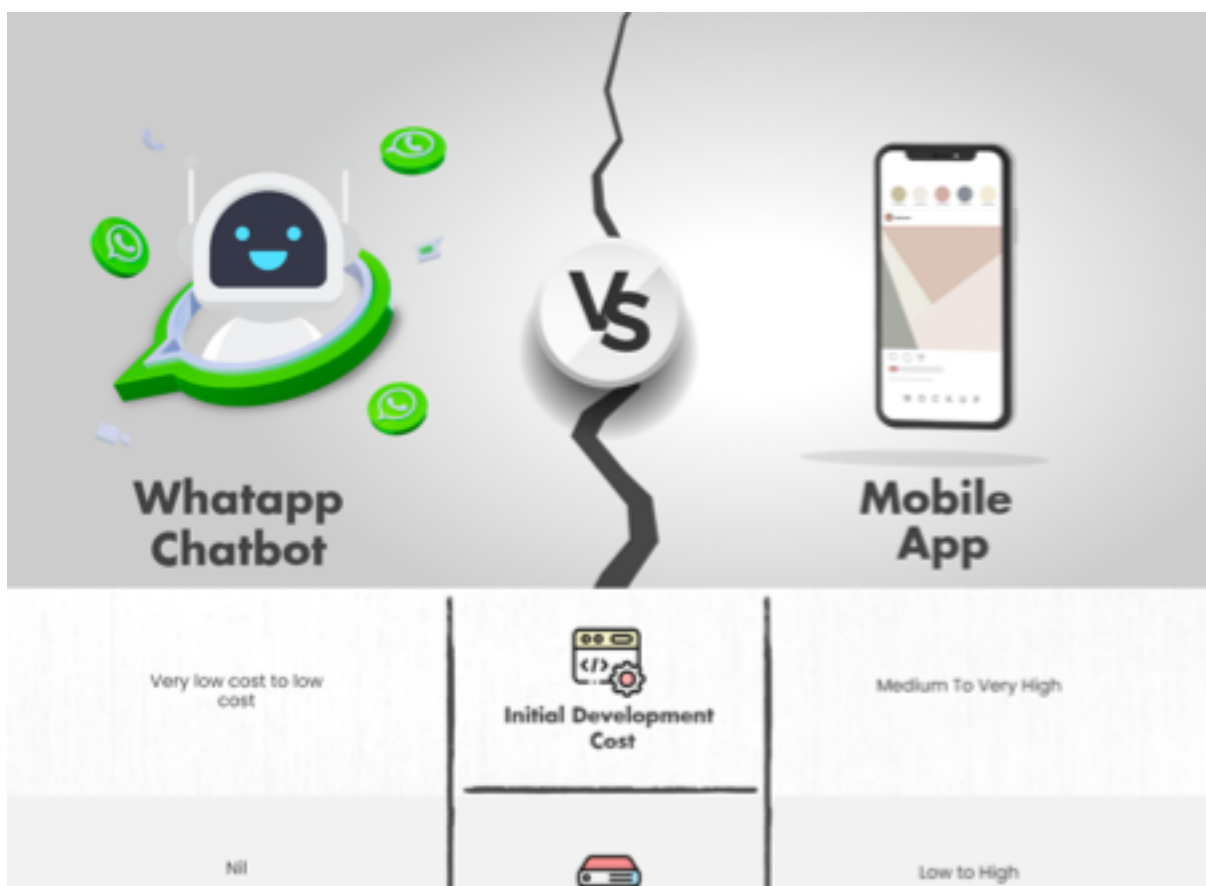 VS
Whatapp
Chatbot
Mobile
App
MOCKUP
Very low cost to low
cost
Initial Development
Cost
Medium To Very High
Nil
Low to High